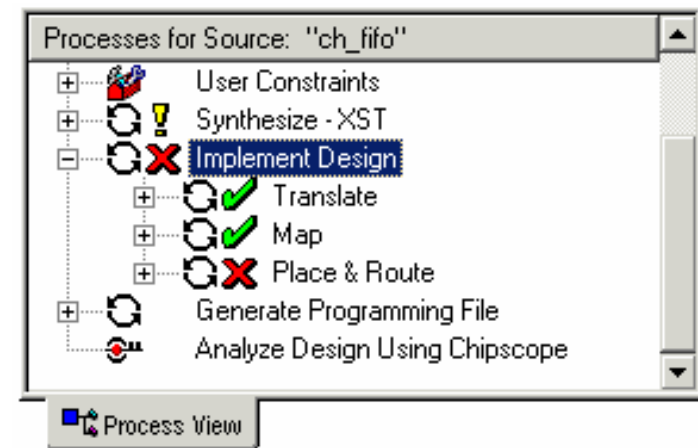 Processes for Source: "ch_fifo"
User Constraints
Synthesize - XST
Implement Design
Translate
Map
Place & Route
Generate Programming File
Analyze Design Using Chipscope
Process View